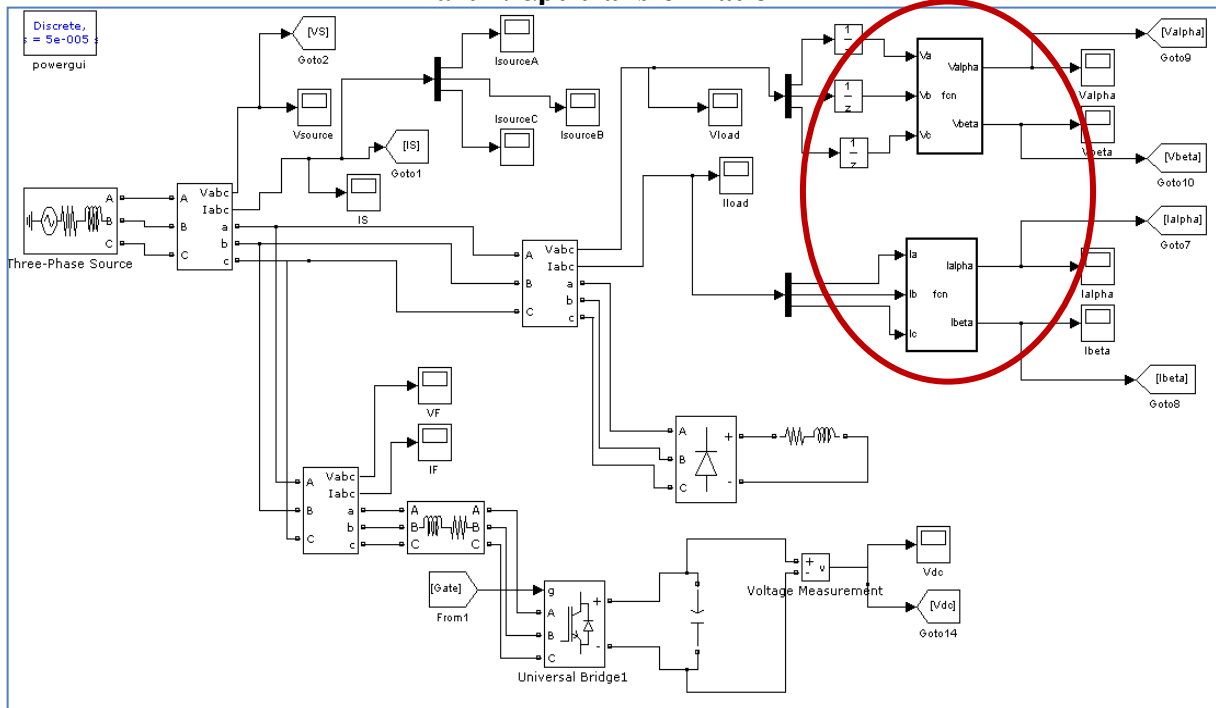 Discrete,
s = 5e-005 s
powergui
[VS]
Goto2
Vsource
[IS]
Goto1
IS
IsourceA
IsourceB
IsourceC
Three-Phase Source
A
B
C
A
B
C
Vabc
Iabc
a
b
c
A
B
C
Vabc
Iabc
a
b
c
Vload
Iload
1
z
1
z
1
z
Va
Vb
Vc
fcn
Valpha
Vbeta
Valpha
Vbeta
[Valpha]
Goto9
[Vbeta]
Goto10
Ia
Ib
Ic
fcn
Ialpha
Ibeta
Ialpha
Ibeta
[Ialpha]
Goto7
[Ibeta]
Goto8
VF
IF
A
B
C
Vabc
Iabc
a
b
c
A
B
C
A
B
C
A
B
C
+
-
[Gate]
From1
g
A
B
C
+
-
Universal Bridge1
+
-
v
Voltage Measurement
Vdc
[Vdc]
Goto14